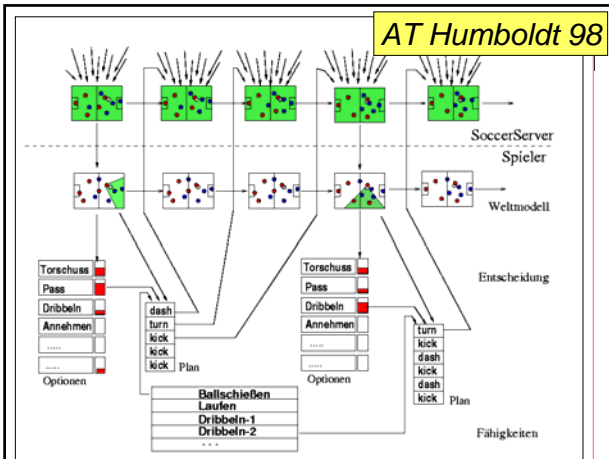 AT Humboldt 98
SoccerServer
Spieler
Weltmodell
Entscheidung
Torschuss
Pass
Dribbeln
Annehmen
.....
.....
Optionen
dash
turn
kick
kick
kick
Plan
Torschuss
Pass
Dribbeln
Annehmen
.....
.....
Optionen
turn
kick
dash
kick
dash
kick
Plan
Ballschießen
Laufen
Dribbeln-1
Dribbeln-2
. . .
Fähigkeiten